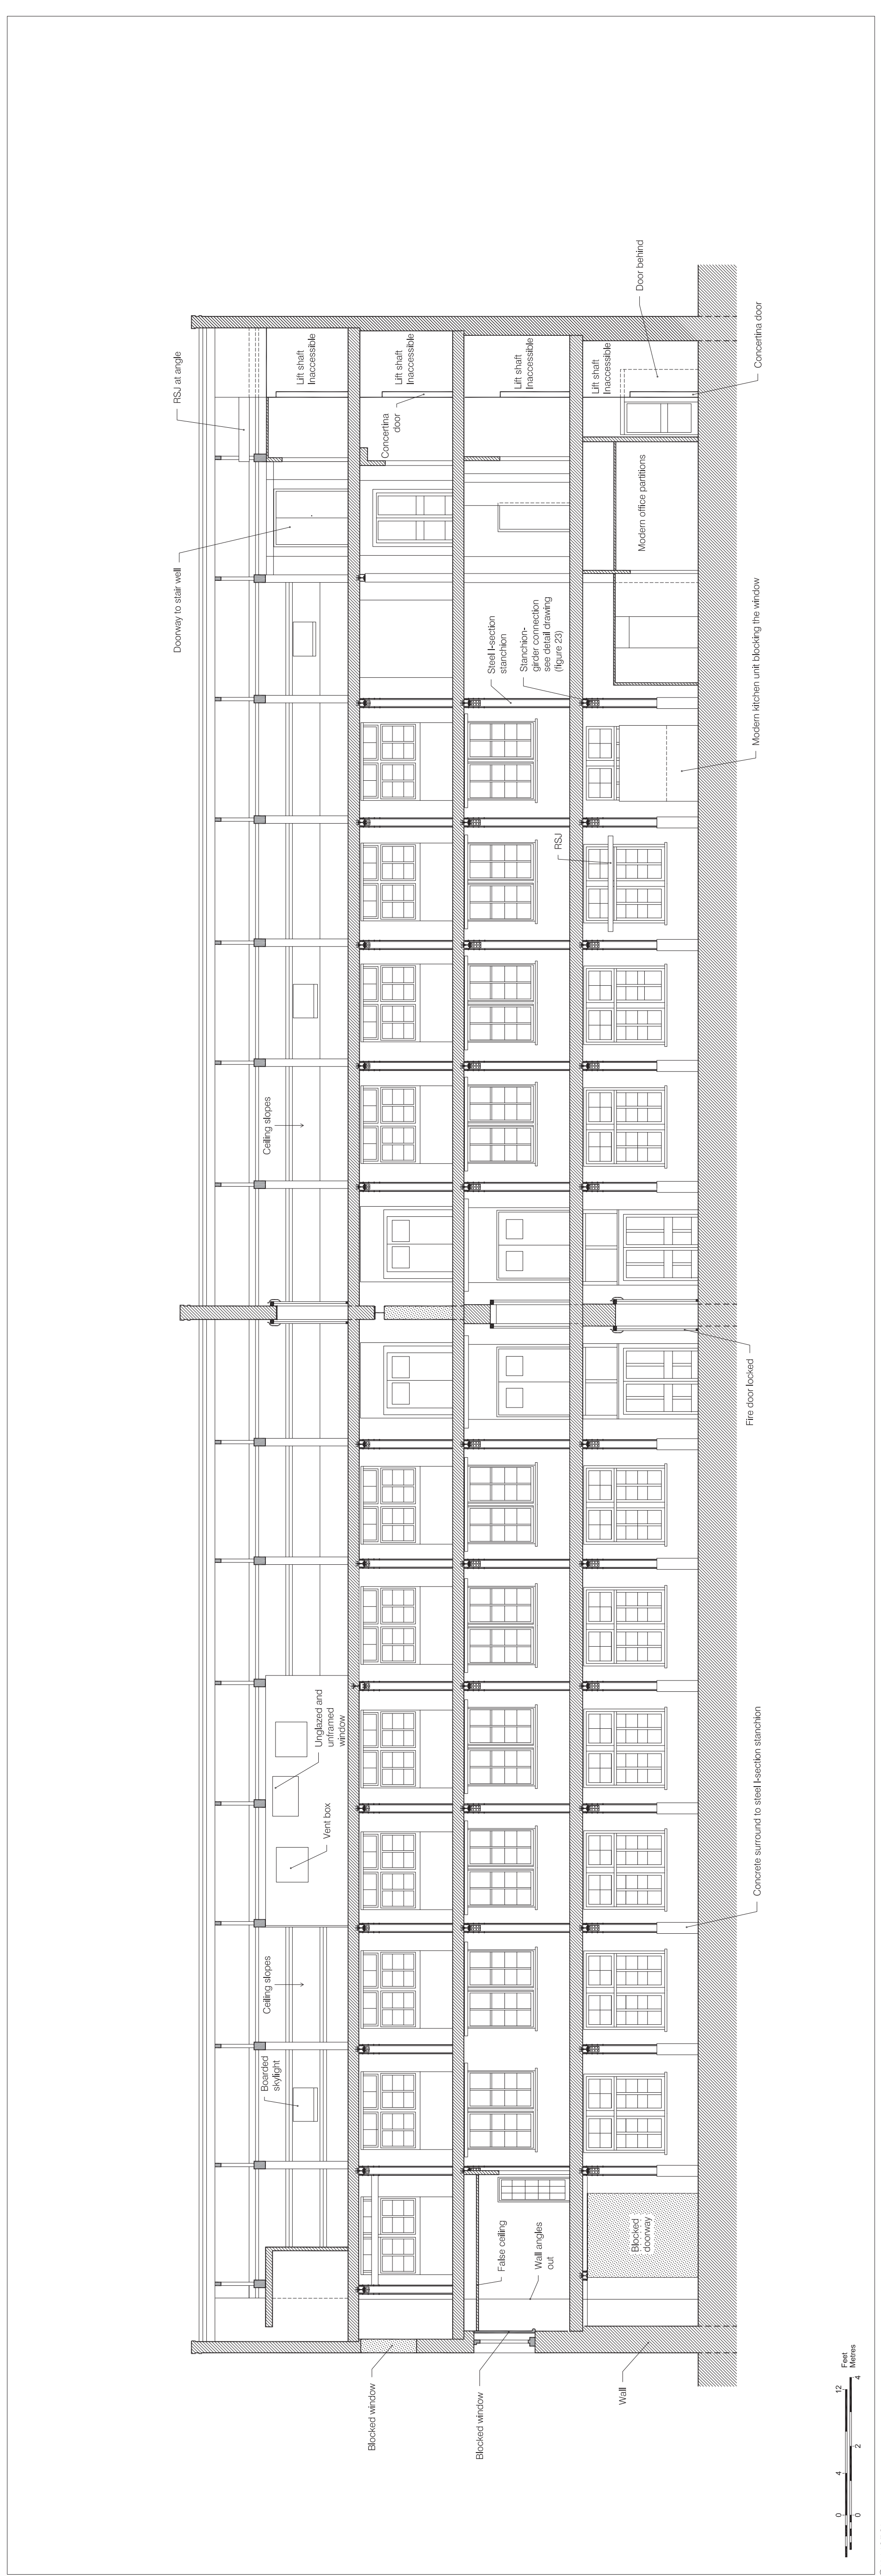 RSJ at angle
Doorway to stair well
Lift shaft
Inaccessible
Lift shaft
Inaccessible
Concertina
door
Lift shaft
Inaccessible
Lift shaft
Inaccessible
Door behind
Concertina door
Modern office partitions
Steel I-section
stanchion
Stanchion-
girder connection
see detail drawing
(figure 23)
Modern kitchen unit blocking the window
RSJ
Ceiling slopes
Fire door locked
Unglazed and
unframed
window
Vent box
Concrete surround to steel I-section stanchion
Ceiling slopes
Boarded
skylight
False ceiling
Wall angles
out
Blocked
doorway
Blocked window
Blocked window
Wall
0 4 12 Feet
0 2 4 Metres